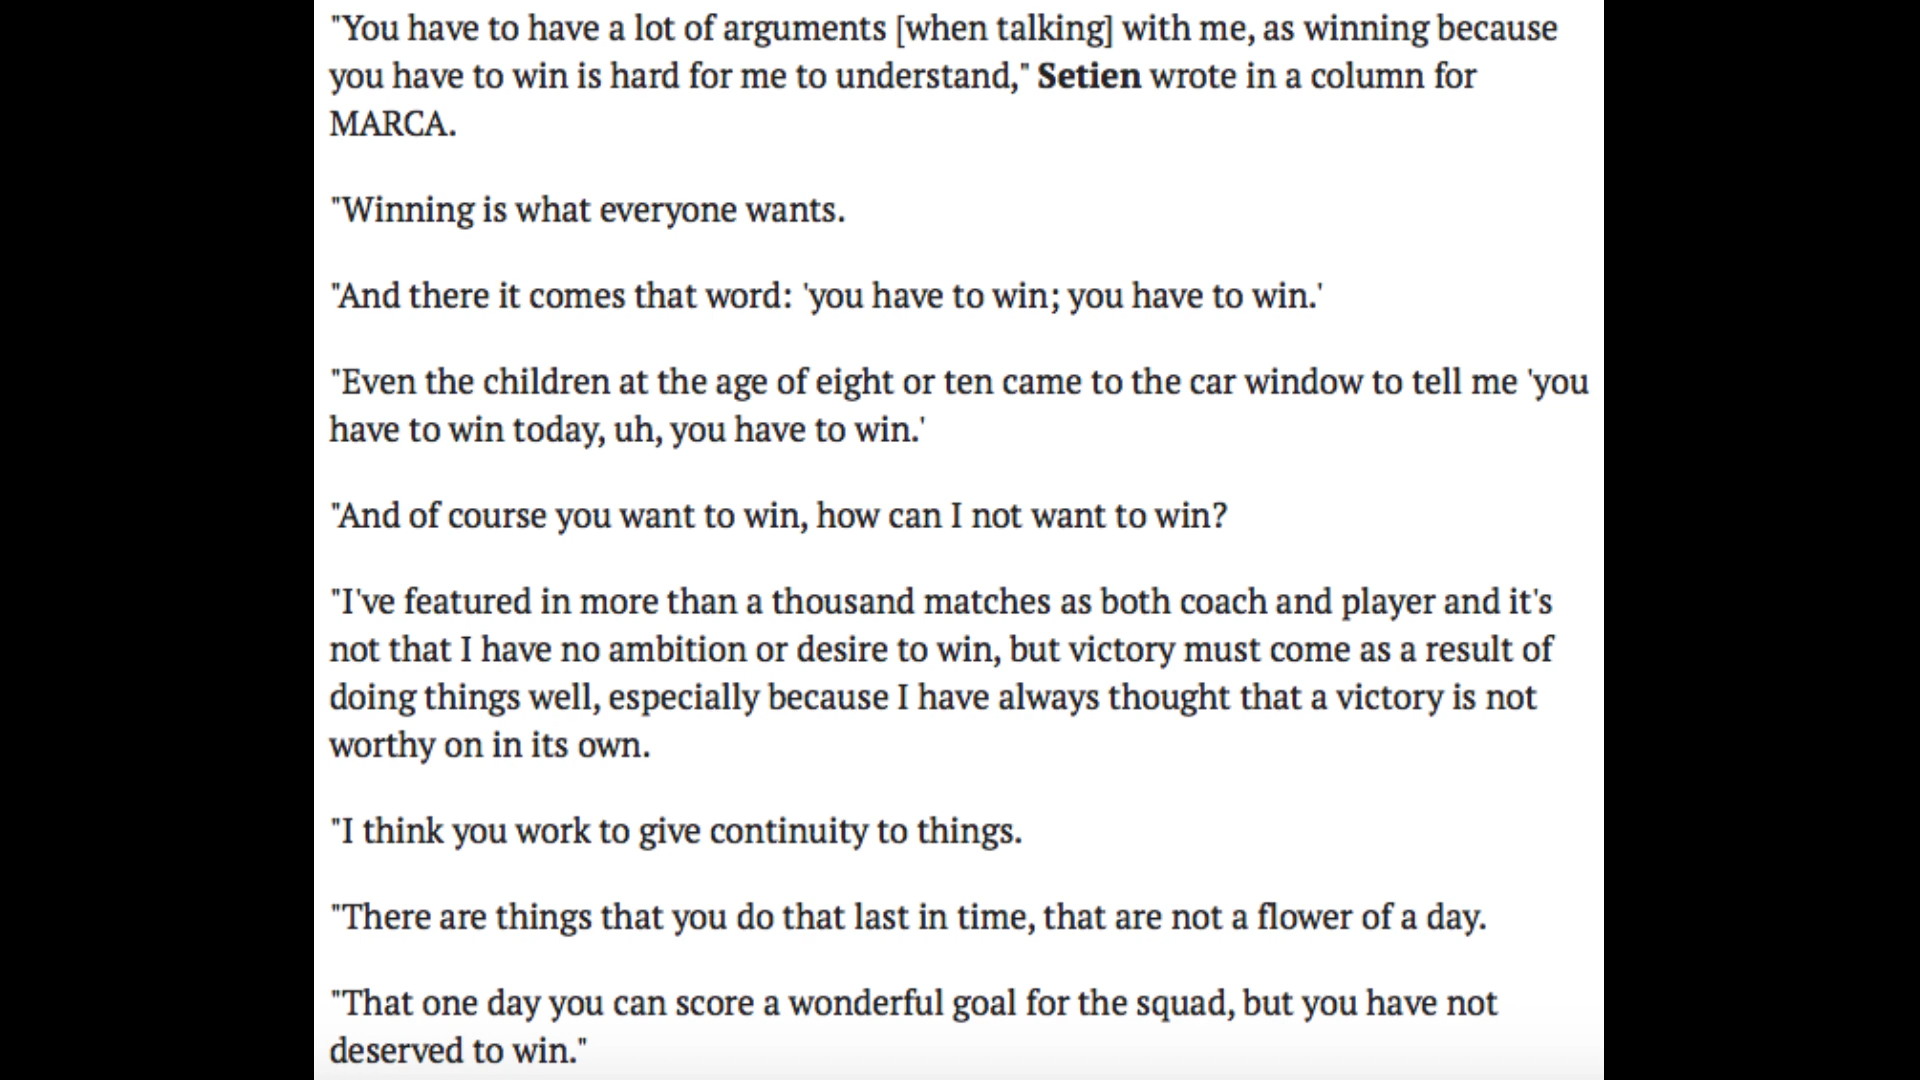 "You have to have a lot of arguments [when talking] with me, as winning because
you have to win is hard for me to understand," Setien wrote in a column for
MARCA.
"Winning is what everyone wants.
"And there it comes that word: 'you have to win; you have to win.'
"Even the children at the age of eight or ten came to the car window to tell me 'you
have to win today, uh, you have to win.'
"And of course you want to win, how can I not want to win?
"I've featured in more than a thousand matches as both coach and player and it's
not that I have no ambition or desire to win, but victory must come as a result of
doing things well, especially because I have always thought that a victory is not
worthy on in its own.
"I think you work to give continuity to things.
"There are things that you do that last in time, that are not a flower of a day.
"That one day you can score a wonderful goal for the squad, but you have not
deserved to win."